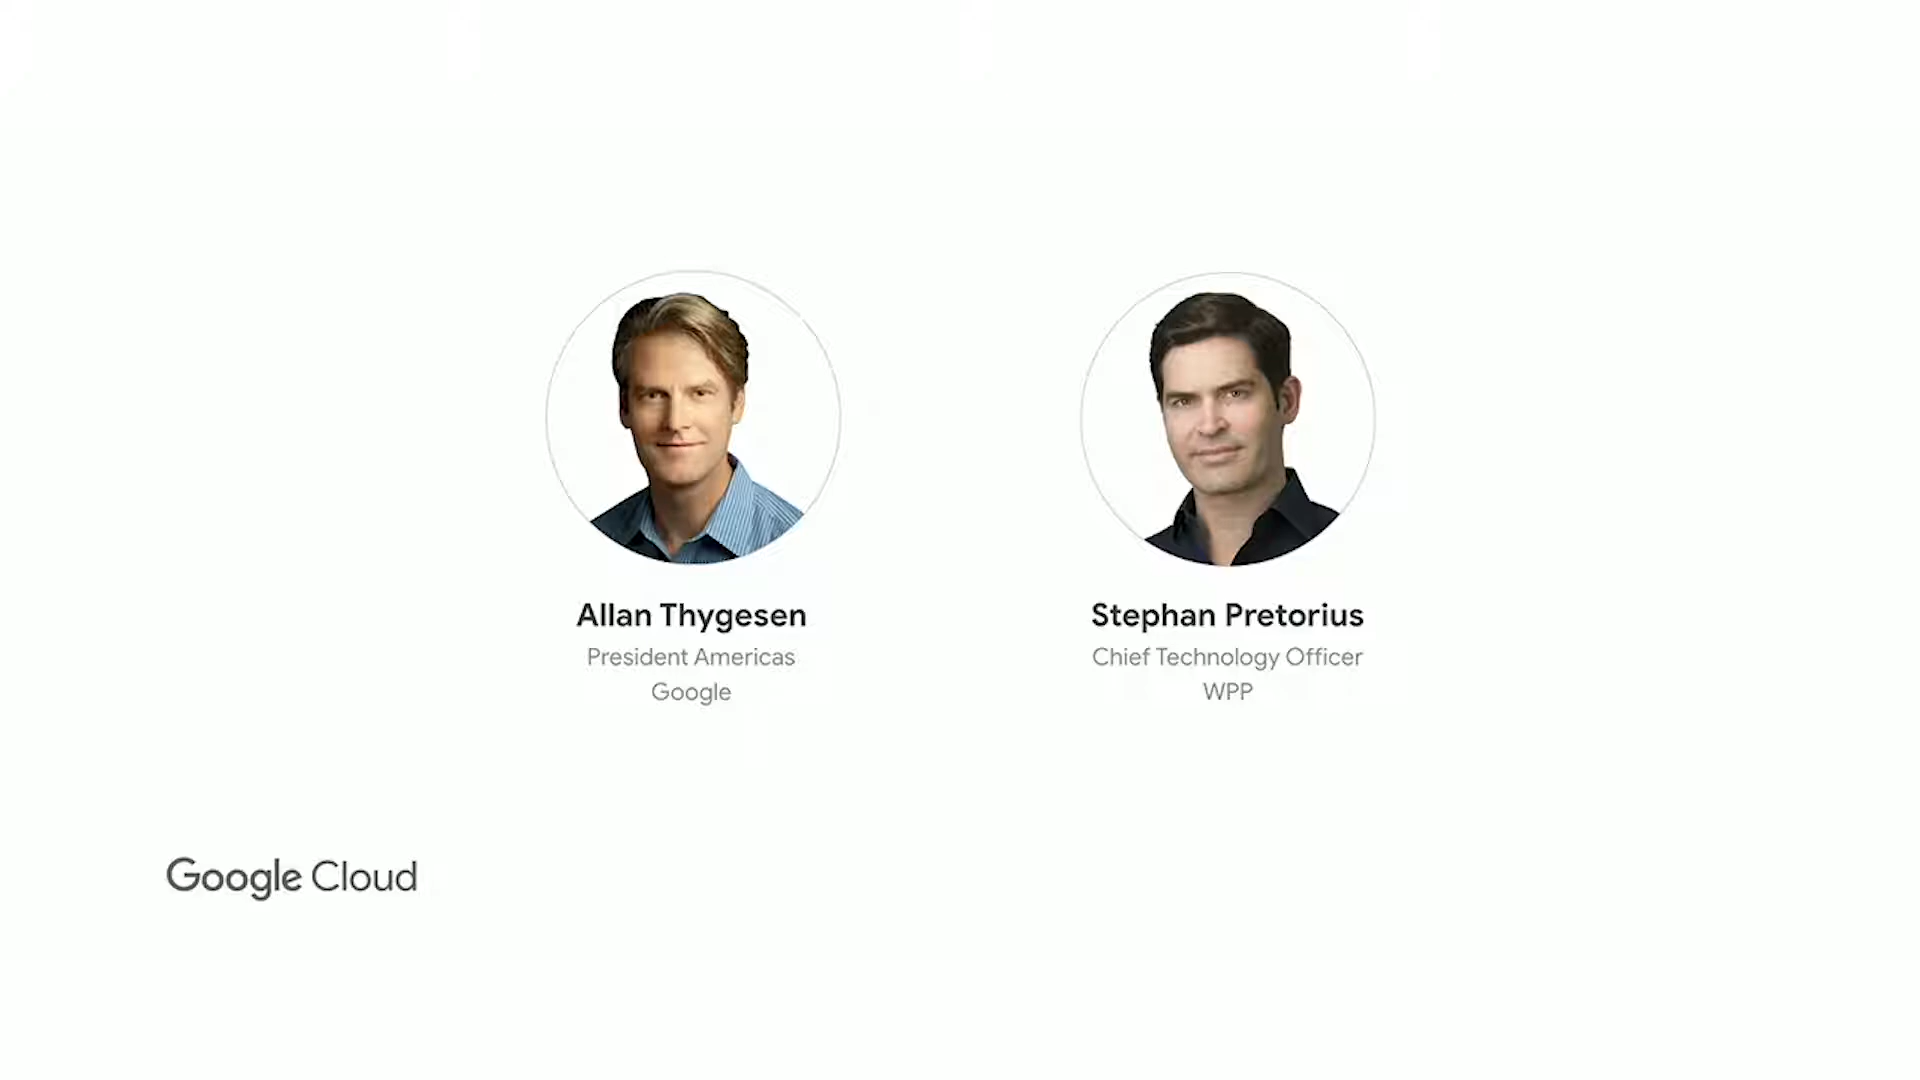 Allan Thygesen
President Americas
Google
Stephan Pretorius
Chief Technology Officer
WPP
Google Cloud